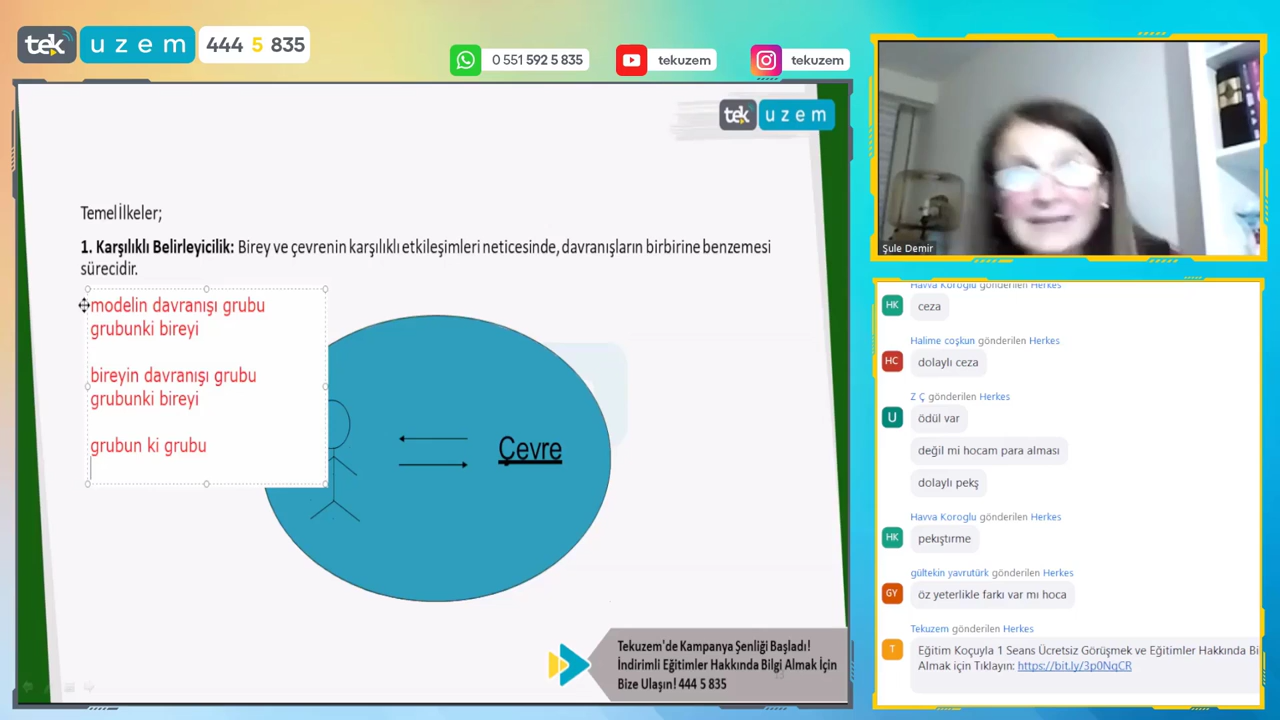 tek uzem 444 5 835
0 551 592 5 835
tekuzem
tekuzem
tek uzem
Temel İlkeler;
1. Karşılıklı Belirleyicilik: Birey ve çevrenin karşılıklı etkileşimleri neticesinde, davranışların birbirine benzemesi
sürecidir.
modelin davranışı grubu
grubunki bireyi
bireyin davranışı grubu
grubunki bireyi
grubun ki grubu
Çevre
Tekuzem'de Kampanya Şenliği Başladı!
İndirimli Eğitimler Hakkında Bilgi Almak İçin
Bize Ulaşın! 444 5 835
13
Şule Demir
Havva Koroglu gönderilen Herkes
HK
ceza
Halime coşkun gönderilen Herkes
HC
dolaylı ceza
Z Ç gönderilen Herkes
U
ödül var
değil mi hocam para alması
dolaylı pekş
Havva Koroglu gönderilen Herkes
HK
pekıştırme
gültekin yavrutürk gönderilen Herkes
GY
öz yeterlikle farkı var mı hoca
Tekuzem gönderilen Herkes
T
Eğitim Koçuyla 1 Seans Ücretsiz Görüşmek ve Eğitimler Hakkında Bi
Almak için Tıklayın: https://bit.ly/3p0NqCR